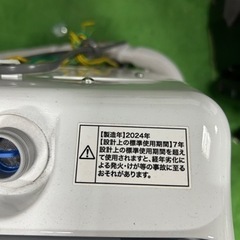 【製造年】2024年
【設計上の標準使用期間】7年
設計上の標準使用期間を超え
て使用されますと、経年劣化に
よる発火・けが等の事故に至る
おそれがあります。